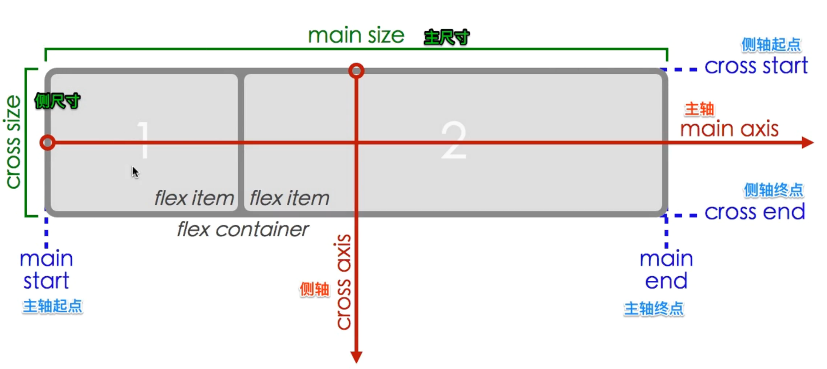 main size 主尺寸
侧轴起点
cross start
侧尺寸
cross size
主轴
main axis
1
2
flex item
flex item
侧轴终点
cross end
flex container
main start
主轴起点
侧轴
cross axis
main end
主轴终点